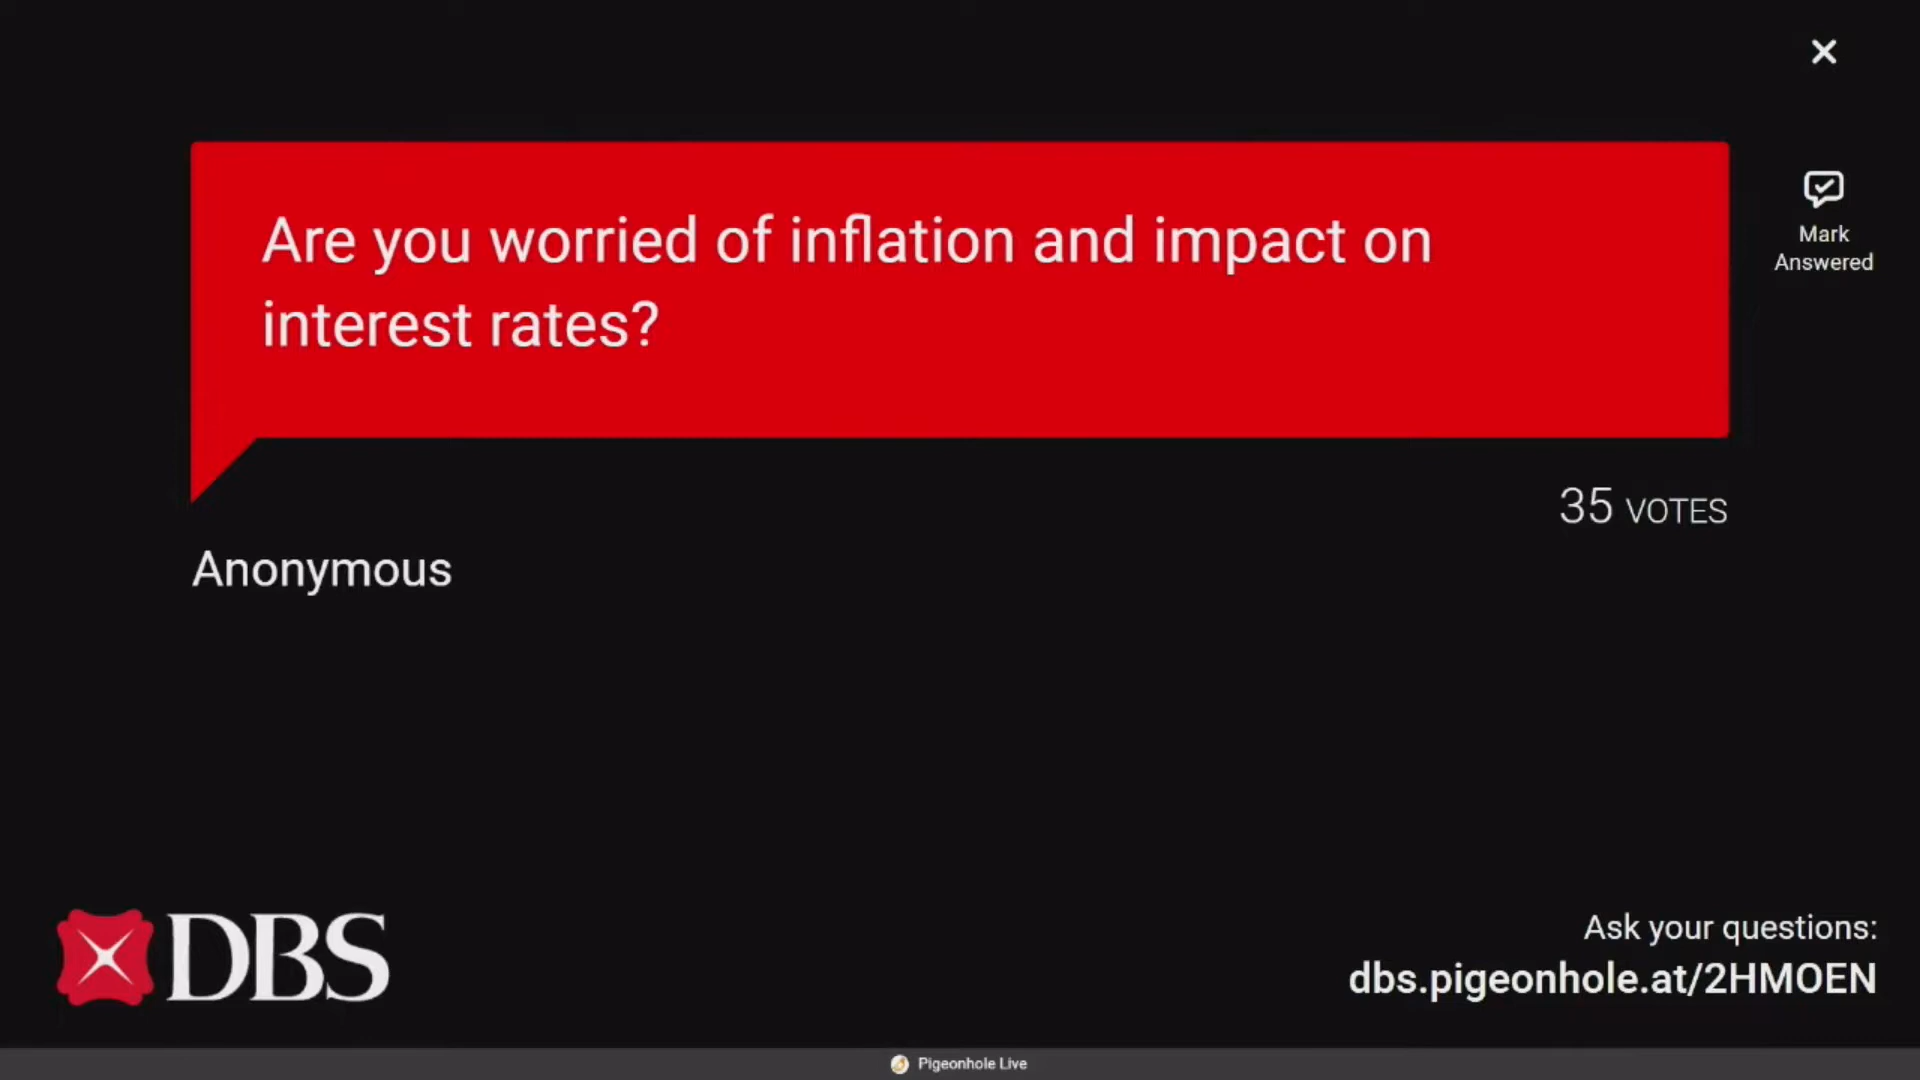 Are you worried of inflation and impact on
interest rates?
Mark
Answered
35 VOTES
Anonymous
DBS
Ask your questions:
dbs.pigeonhole.at/2HMOEN
Pigeonhole Live